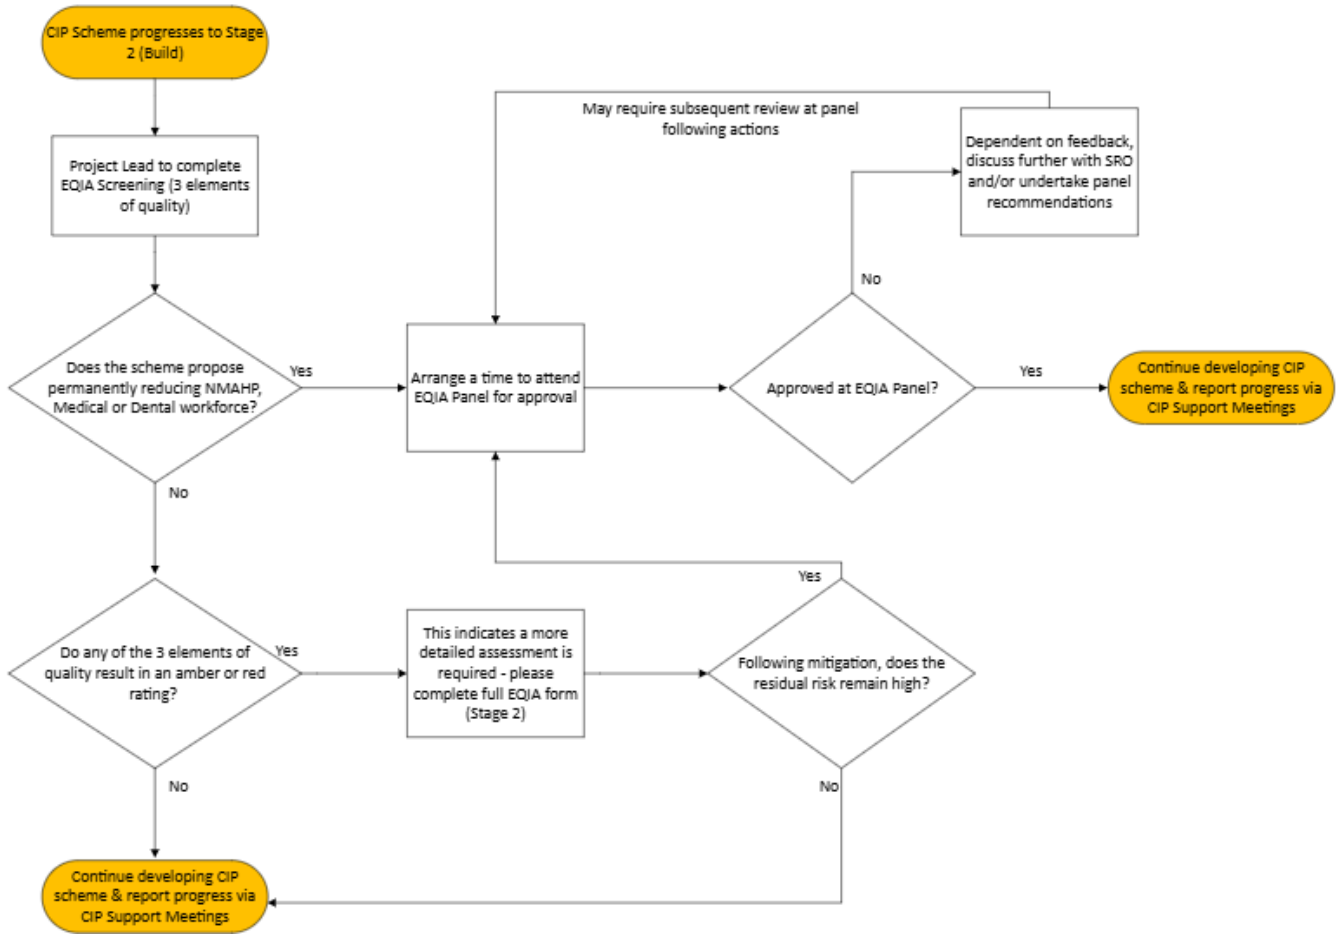 CIP Scheme progresses to Stage
2 (Build)
May require subsequent review at panel
following actions
Dependent on feedback,
discuss further with SRO
and/or undertake panel
recommendations
Project Lead to complete
EQIA Screening (3 elements
of quality)
No
Does the scheme propose
permanently reducing NMAHP,
Medical or Dental workforce?
Yes
Arrange a time to attend
EQIA Panel for approval
Approved at EQIA Panel?
Yes
Continue developing CIP
scheme & report progress via
CIP Support Meetings
No
Yes
Do any of the 3 elements of
quality result in an amber or red
rating?
Yes
This indicates a more
detailed assessment is
required - please
complete full EQIA form
(Stage 2)
Following mitigation, does the
residual risk remain high?
No
No
Continue developing CIP
scheme & report progress via
CIP Support Meetings